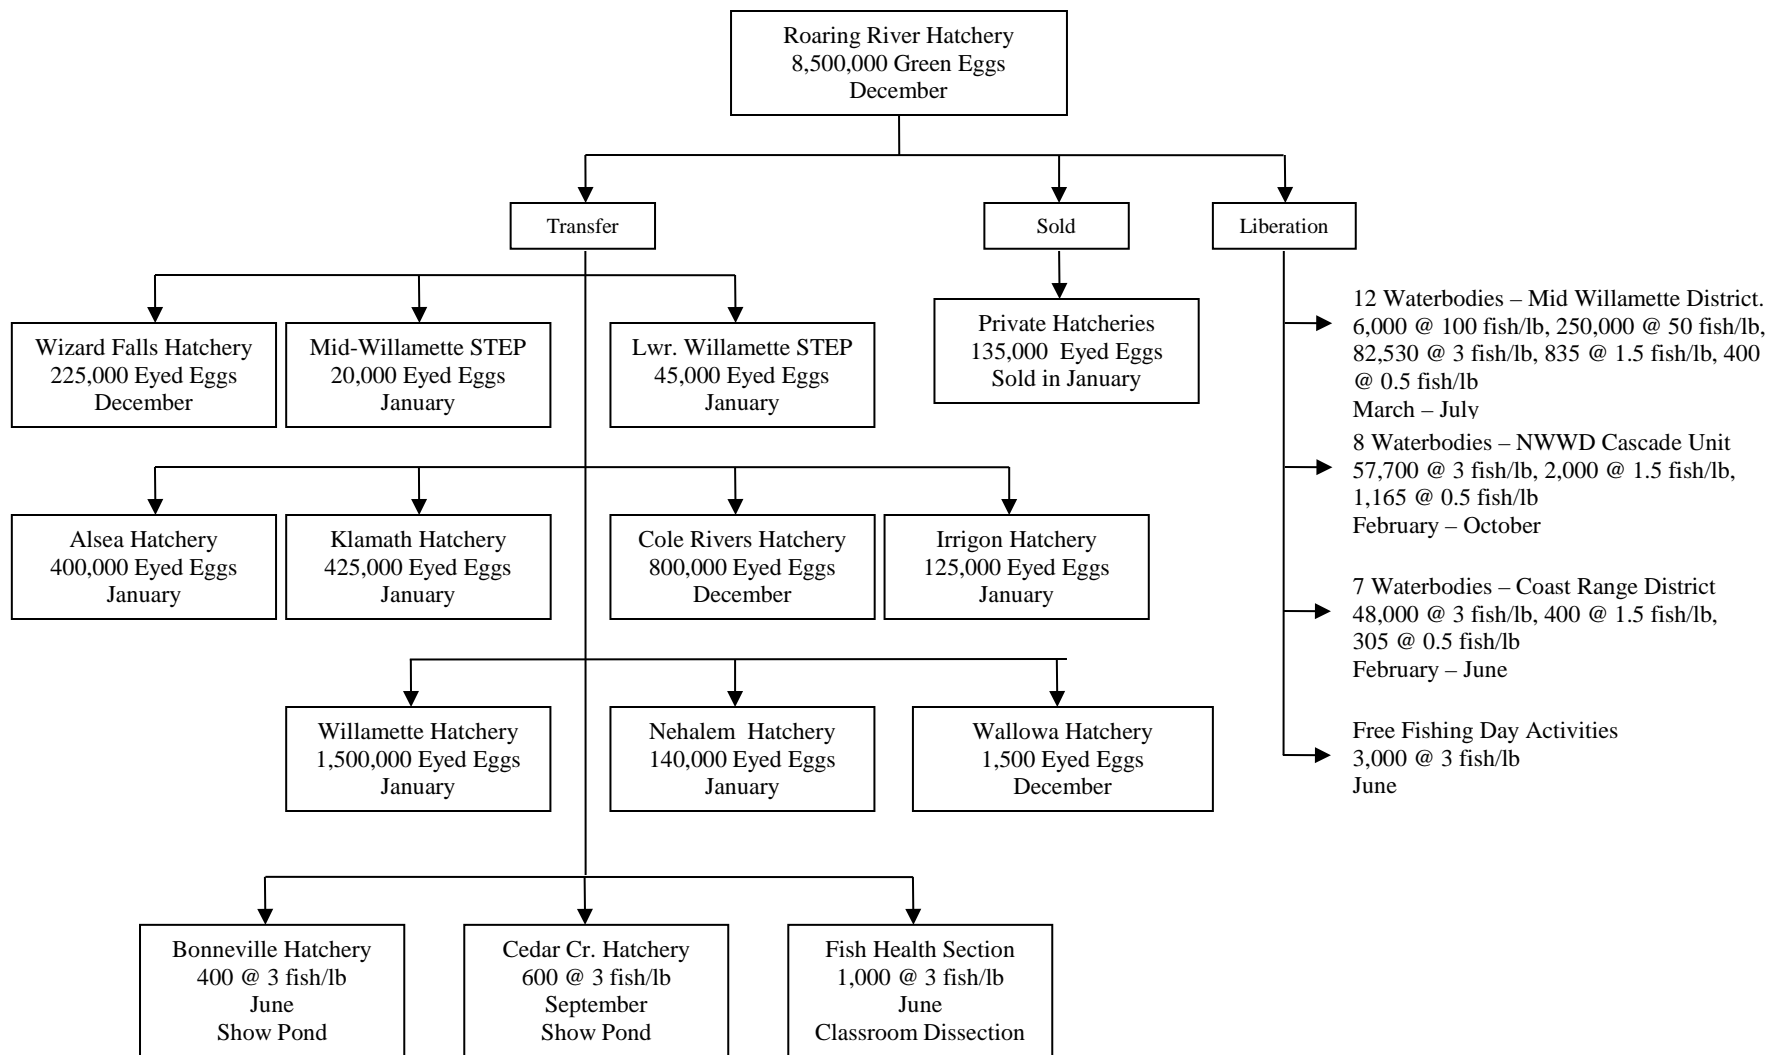 Roaring River Hatchery
8,500,000 Green Eggs
December
Transfer
Sold
Liberation
Wizard Falls Hatchery
225,000 Eyed Eggs
December
Mid-Willamette STEP
20,000 Eyed Eggs
January
Lwr. Willamette STEP
45,000 Eyed Eggs
January
Private Hatcheries
135,000 Eyed Eggs
Sold in January
12 Waterbodies – Mid Willamette District.
6,000 @ 100 fish/lb, 250,000 @ 50 fish/lb,
82,530 @ 3 fish/lb, 835 @ 1.5 fish/lb, 400
@ 0.5 fish/lb
March – July
8 Waterbodies – NWWD Cascade Unit
57,700 @ 3 fish/lb, 2,000 @ 1.5 fish/lb,
1,165 @ 0.5 fish/lb
February – October
Alsea Hatchery
400,000 Eyed Eggs
January
Klamath Hatchery
425,000 Eyed Eggs
January
Cole Rivers Hatchery
800,000 Eyed Eggs
December
Irrigon Hatchery
125,000 Eyed Eggs
January
7 Waterbodies – Coast Range District
48,000 @ 3 fish/lb, 400 @ 1.5 fish/lb,
305 @ 0.5 fish/lb
February – June
Willamette Hatchery
1,500,000 Eyed Eggs
January
Nehalem Hatchery
140,000 Eyed Eggs
January
Wallowa Hatchery
1,500 Eyed Eggs
December
Free Fishing Day Activities
3,000 @ 3 fish/lb
June
Bonneville Hatchery
400 @ 3 fish/lb
June
Show Pond
Cedar Cr. Hatchery
600 @ 3 fish/lb
September
Show Pond
Fish Health Section
1,000 @ 3 fish/lb
June
Classroom Dissection